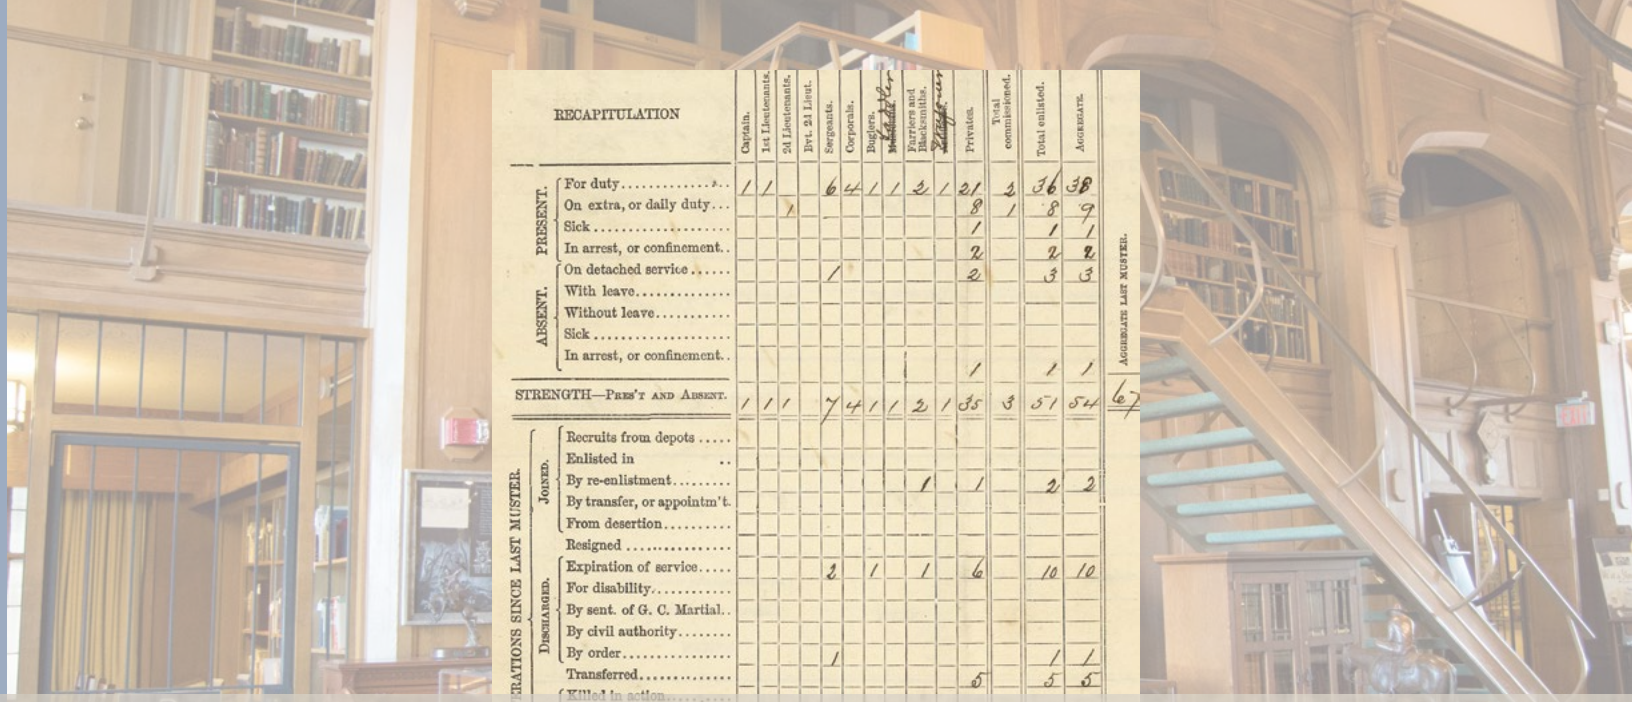 RECAPITULATION Captain. 1st Lieutenants. 2d Lieutenants. Bvt. 2d Lieut. Sergeants. Corporals. Buglers. Farriers and Blacksmiths. Privates. Total commissioned. Total enlisted. AGGREGATE.
PRESENT.
For duty 1 1 6 4 1 1 2 1 21 2 36 38
On extra, or daily duty... 1 8 1 8 9
Sick 1 1 1
In arrest, or confinement.. 2 2 2
ABSENT.
On detached service 1 2 3 3
With leave
Without leave
Sick
In arrest, or confinement.. 1 1 1
AGGREGATE LAST MUSTER.
STRENGTH—PRES'T AND ABSENT. 1 1 1 7 4 1 1 2 1 35 3 51 54 67
ERATIONS SINCE LAST MUSTER.
JOINED.
Recruits from depots
Enlisted in ..
By re-enlistment 1 1 2 2
By transfer, or appointm't.
From desertion
Resigned
DISCHARGED.
Expiration of service 2 1 1 6 10 10
For disability
By sent. of G. C. Martial..
By civil authority
By order 1 1 1
Transferred 5 5 5
Killed in action